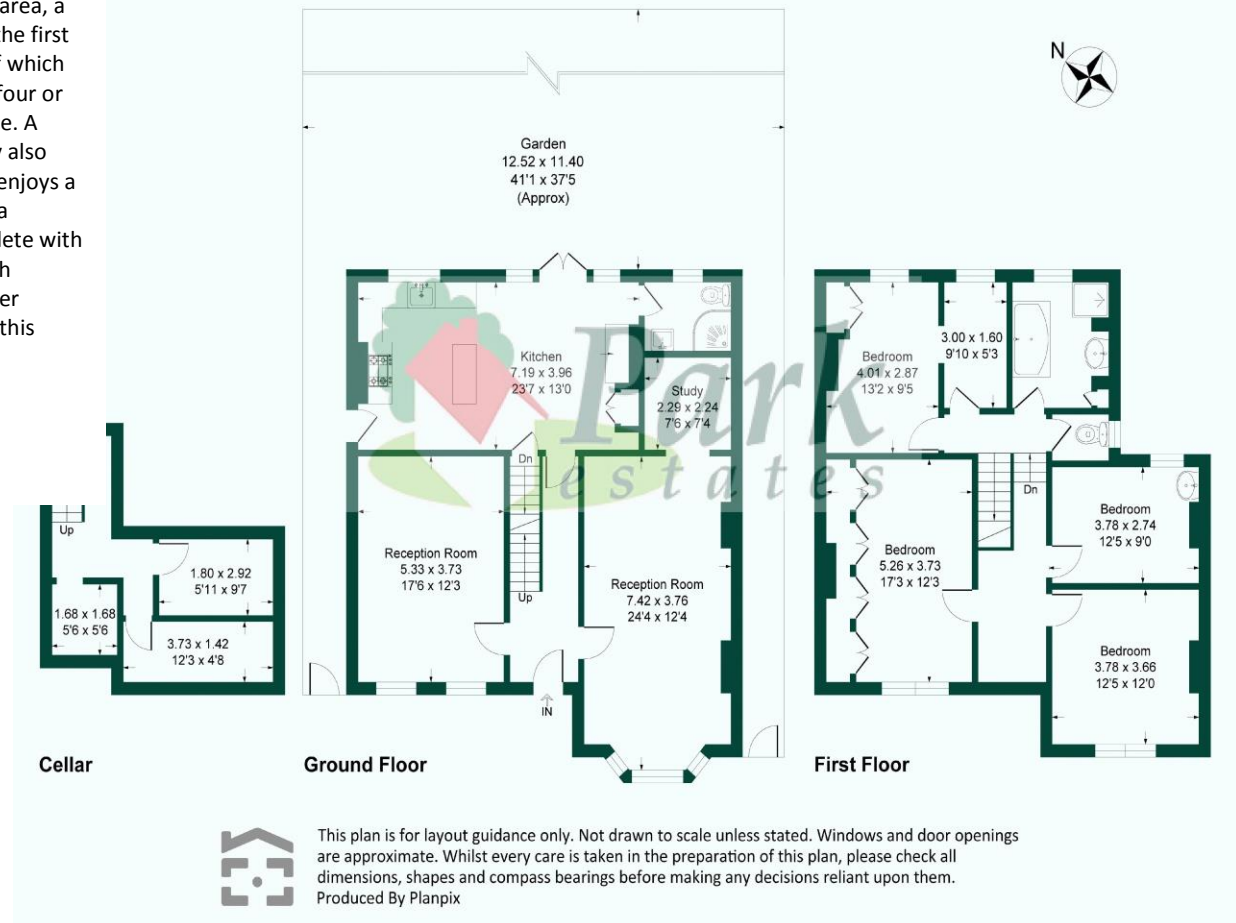 area, a
the first
f which
four or
e. A
also
enjoys a
a
lete with
h
er
this
N
Garden
12.52 x 11.40
41'1 x 37'5
(Approx)
Kitchen
7.19 x 3.96
23'7 x 13'0
Study
2.29 x 2.24
7'6 x 7'4
Dn
Reception Room
5.33 x 3.73
17'6 x 12'3
Up
Reception Room
7.42 x 3.76
24'4 x 12'4
IN
Bedroom
4.01 x 2.87
13'2 x 9'5
3.00 x 1.60
9'10 x 5'3
Dn
Bedroom
3.78 x 2.74
12'5 x 9'0
Bedroom
5.26 x 3.73
17'3 x 12'3
Bedroom
3.78 x 3.66
12'5 x 12'0
Up
1.80 x 2.92
5'11 x 9'7
1.68 x 1.68
5'6 x 5'6
3.73 x 1.42
12'3 x 4'8
Park
estates
Cellar
Ground Floor
First Floor
This plan is for layout guidance only. Not drawn to scale unless stated. Windows and door openings
are approximate. Whilst every care is taken in the preparation of this plan, please check all
dimensions, shapes and compass bearings before making any decisions reliant upon them.
Produced By Planpix